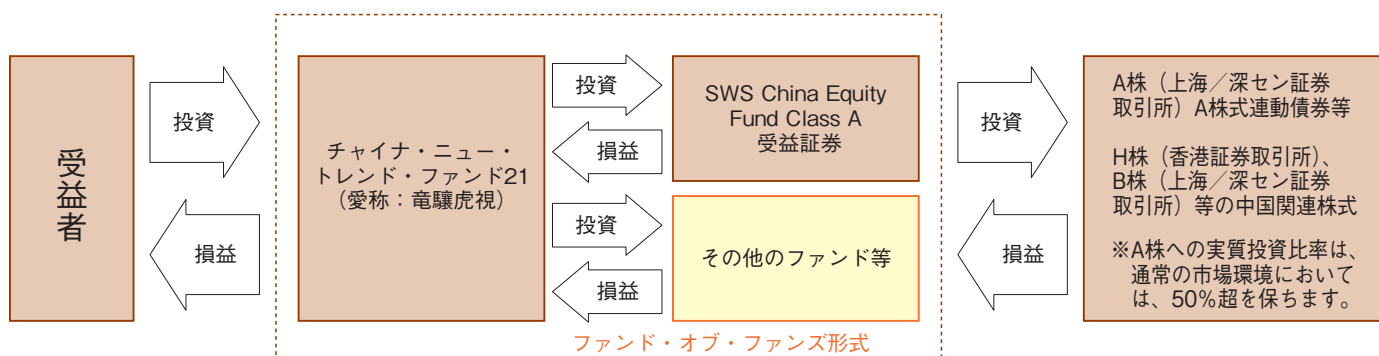 受益者
投資
損益
チャイナ・ニュー・
トレンド・ファンド21
（愛称：竜驤虎視）
投資
損益
投資
損益
SWS China Equity
Fund Class A
受益証券
その他のファンド等
ファンド・オブ・ファンズ形式
投資
損益
A株（上海／深セン証券
取引所）A株式連動債券等
H株（香港証券取引所）、
B株（上海／深セン証券
取引所）等の中国関連株式
※A株への実質投資比率は、
通常の市場環境において
は、50%超を保ちます。